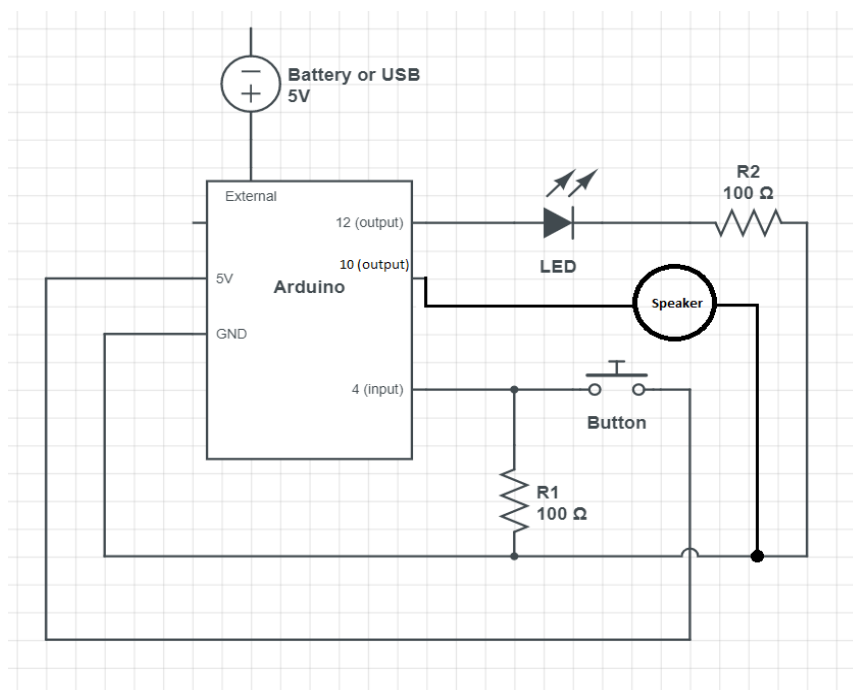 Battery or USB
5V
External
12 (output)
R2
100 Ω
LED
10 (output)
5V
Arduino
Speaker
GND
4 (input)
Button
R1
100 Ω